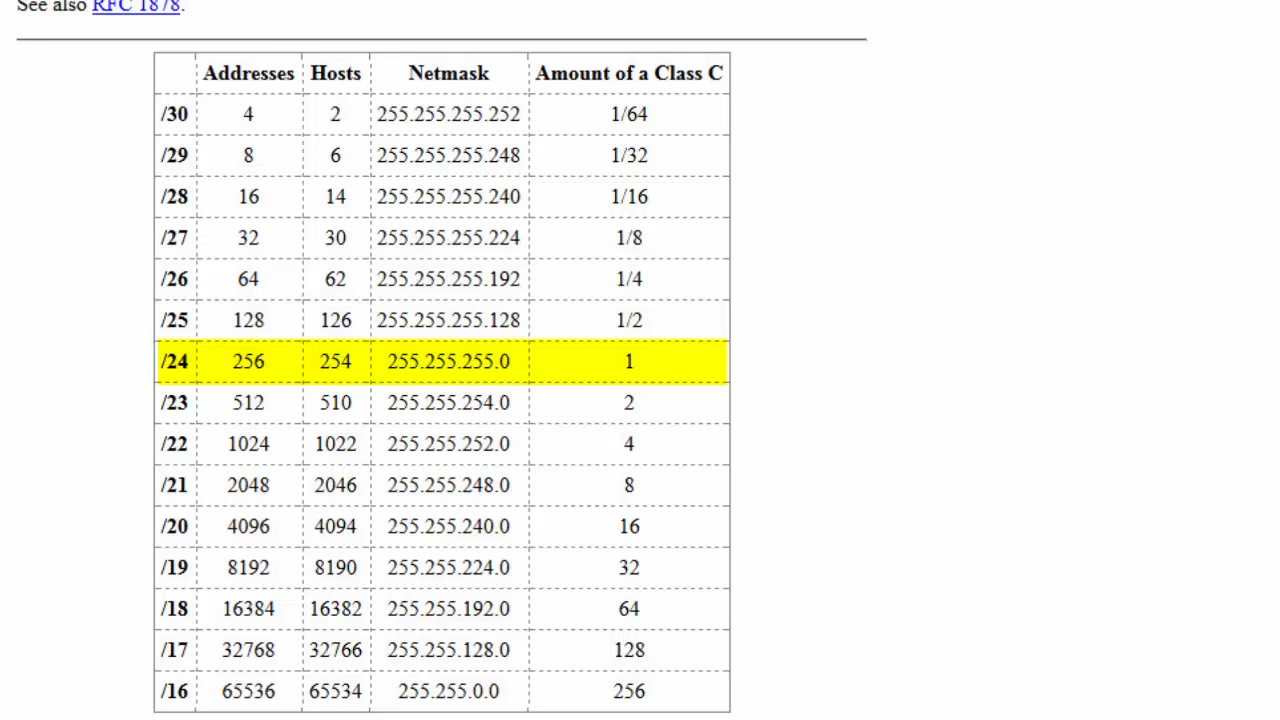 See also RFC 1878.
Addresses Hosts Netmask Amount of a Class C
/30 4 2 255.255.255.252 1/64
/29 8 6 255.255.255.248 1/32
/28 16 14 255.255.255.240 1/16
/27 32 30 255.255.255.224 1/8
/26 64 62 255.255.255.192 1/4
/25 128 126 255.255.255.128 1/2
/24 256 254 255.255.255.0 1
/23 512 510 255.255.254.0 2
/22 1024 1022 255.255.252.0 4
/21 2048 2046 255.255.248.0 8
/20 4096 4094 255.255.240.0 16
/19 8192 8190 255.255.224.0 32
/18 16384 16382 255.255.192.0 64
/17 32768 32766 255.255.128.0 128
/16 65536 65534 255.255.0.0 256